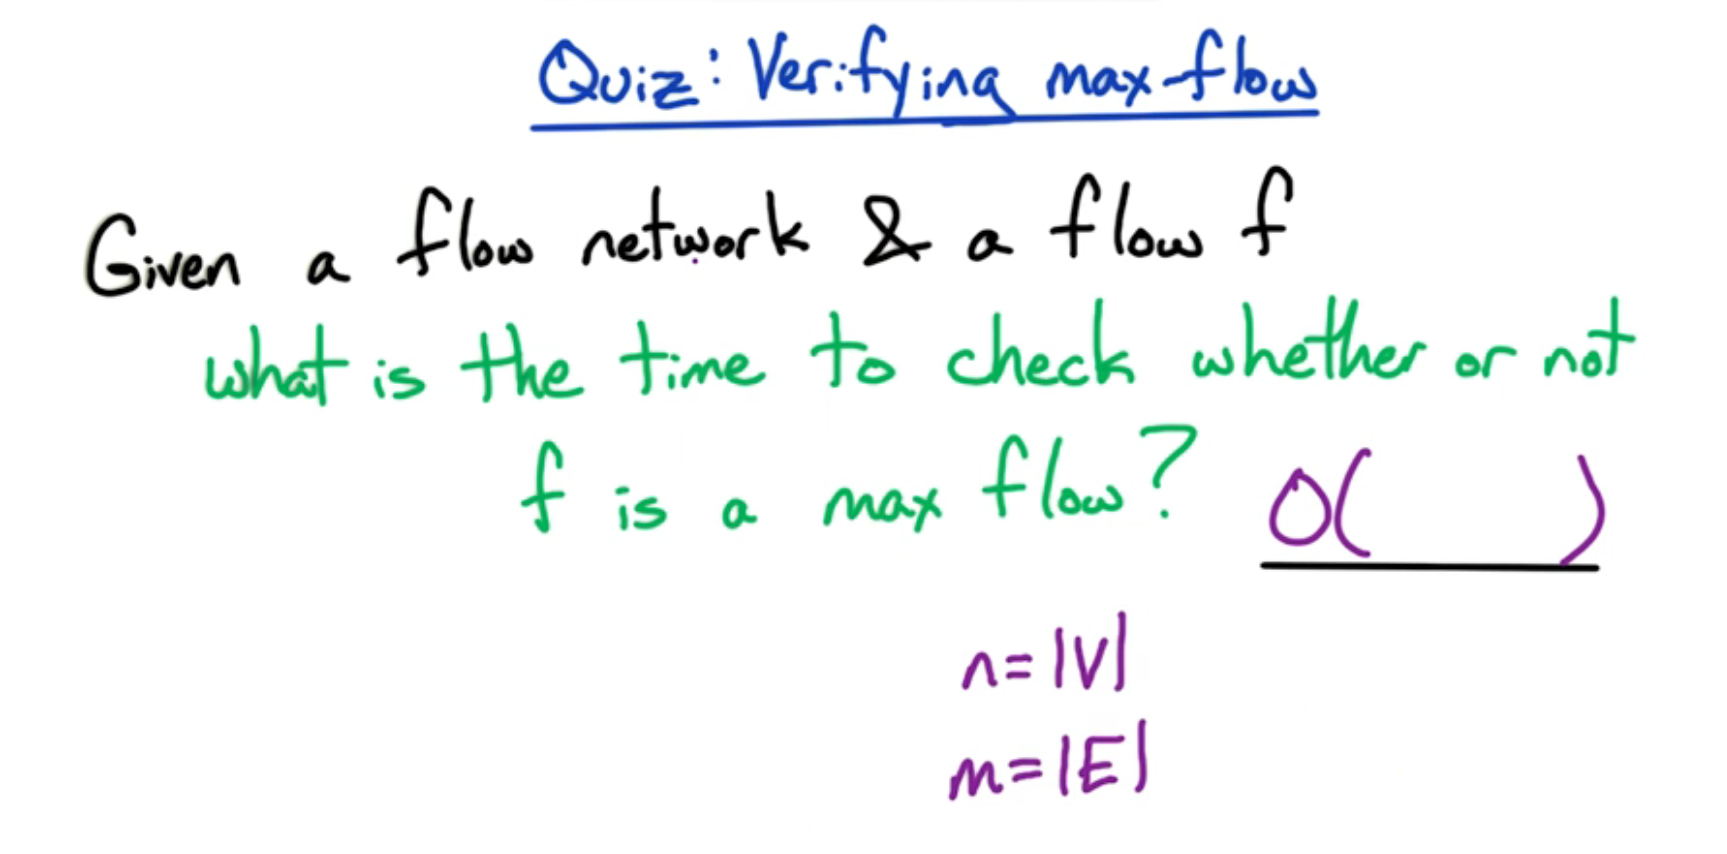 Quiz: Verifying max-flow
Given a flow network & a flow f
what is the time to check whether or not
f is a max flow? O( )
n=|V|
m=|E|